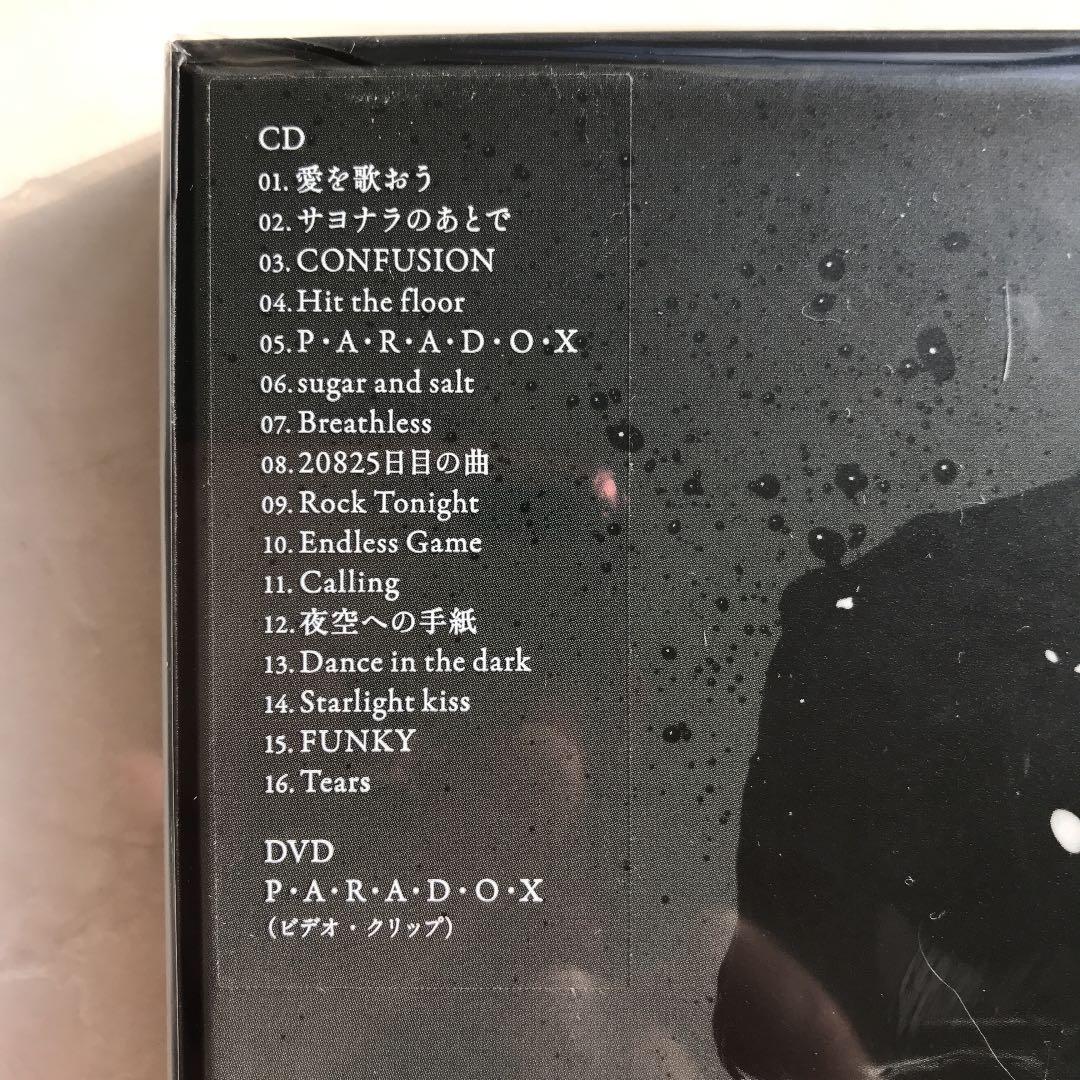 CD
01. 愛を歌おう
02. サヨナラのあとで
03. CONFUSION
04. Hit the floor
05. P・A・R・A・D・O・X
06. sugar and salt
07. Breathless
08. 20825日目の曲
09. Rock Tonight
10. Endless Game
11. Calling
12. 夜空への手紙
13. Dance in the dark
14. Starlight kiss
15. FUNKY
16. Tears
DVD
P・A・R・A・D・O・X
(ビデオ・クリップ)